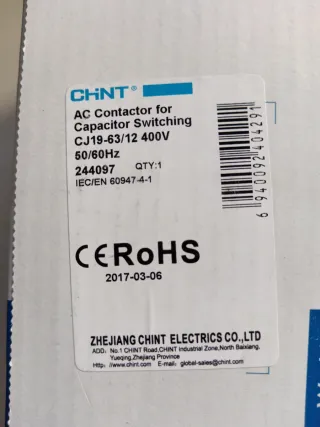 CHNT®
AC Contactor for
Capacitor Switching
CJ19-63/12 400V
50/60Hz
244097 QTY:1
IEC/EN 60947-4-1
6940092404291
CE RoHS
2017-03-06
ZHEJIANG CHINT ELECTRICS CO.,LTD
ADD: No.1 CHINT Road,CHINT Industrial Zone,North Baixiang,
Yueqing,Zhejiang Province
Http: //www.chint.com E-mail: global-sales@chint.com